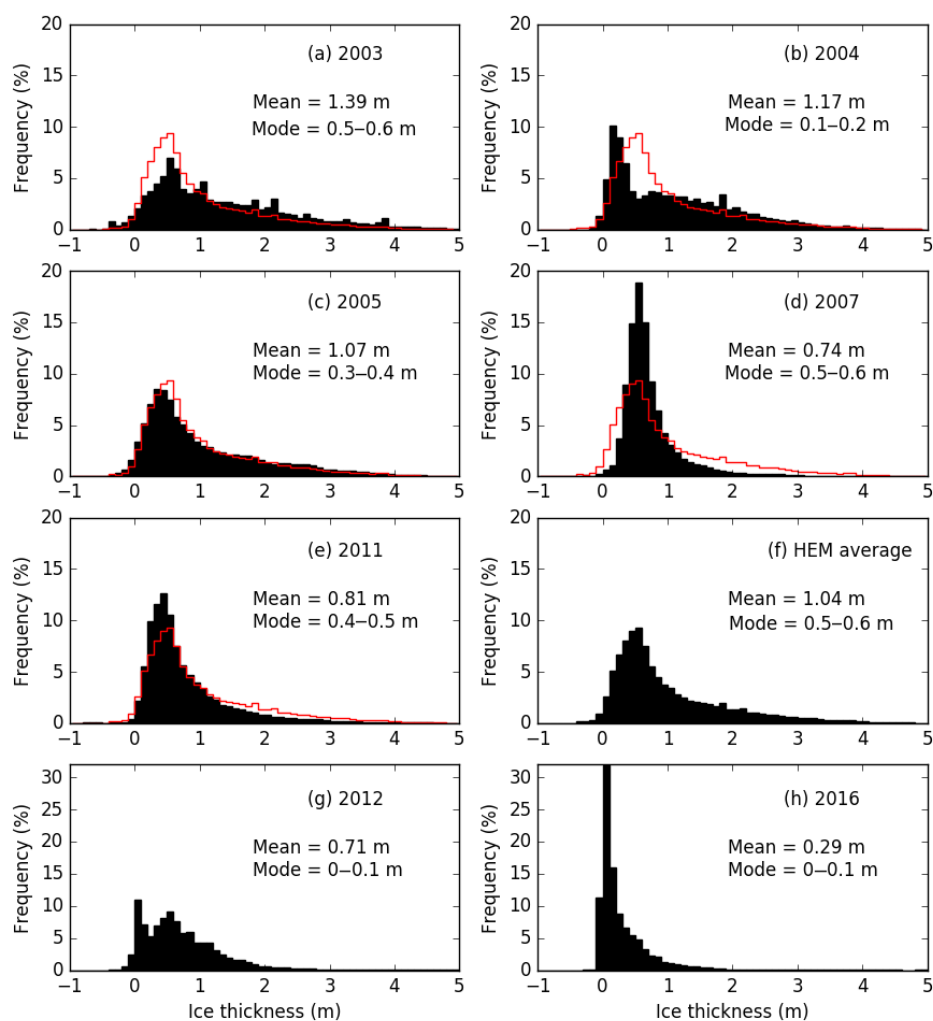 20
15
10
5
0
Frequency (%)
(a) 2003
Mean = 1.39 m
Mode = 0.5–0.6 m
−1 0 1 2 3 4 5
20
15
10
5
0
Frequency (%)
(b) 2004
Mean = 1.17 m
Mode = 0.1–0.2 m
−1 0 1 2 3 4 5
20
15
10
5
0
Frequency (%)
(c) 2005
Mean = 1.07 m
Mode = 0.3–0.4 m
−1 0 1 2 3 4 5
20
15
10
5
0
Frequency (%)
(d) 2007
Mean = 0.74 m
Mode = 0.5–0.6 m
−1 0 1 2 3 4 5
20
15
10
5
0
Frequency (%)
(e) 2011
Mean = 0.81 m
Mode = 0.4–0.5 m
−1 0 1 2 3 4 5
20
15
10
5
0
Frequency (%)
(f) HEM average
Mean = 1.04 m
Mode = 0.5–0.6 m
−1 0 1 2 3 4 5
30
25
20
15
10
5
0
Frequency (%)
(g) 2012
Mean = 0.71 m
Mode = 0–0.1 m
−1 0 1 2 3 4 5
Ice thickness (m)
30
25
20
15
10
5
0
Frequency (%)
(h) 2016
Mean = 0.29 m
Mode = 0–0.1 m
−1 0 1 2 3 4 5
Ice thickness (m)